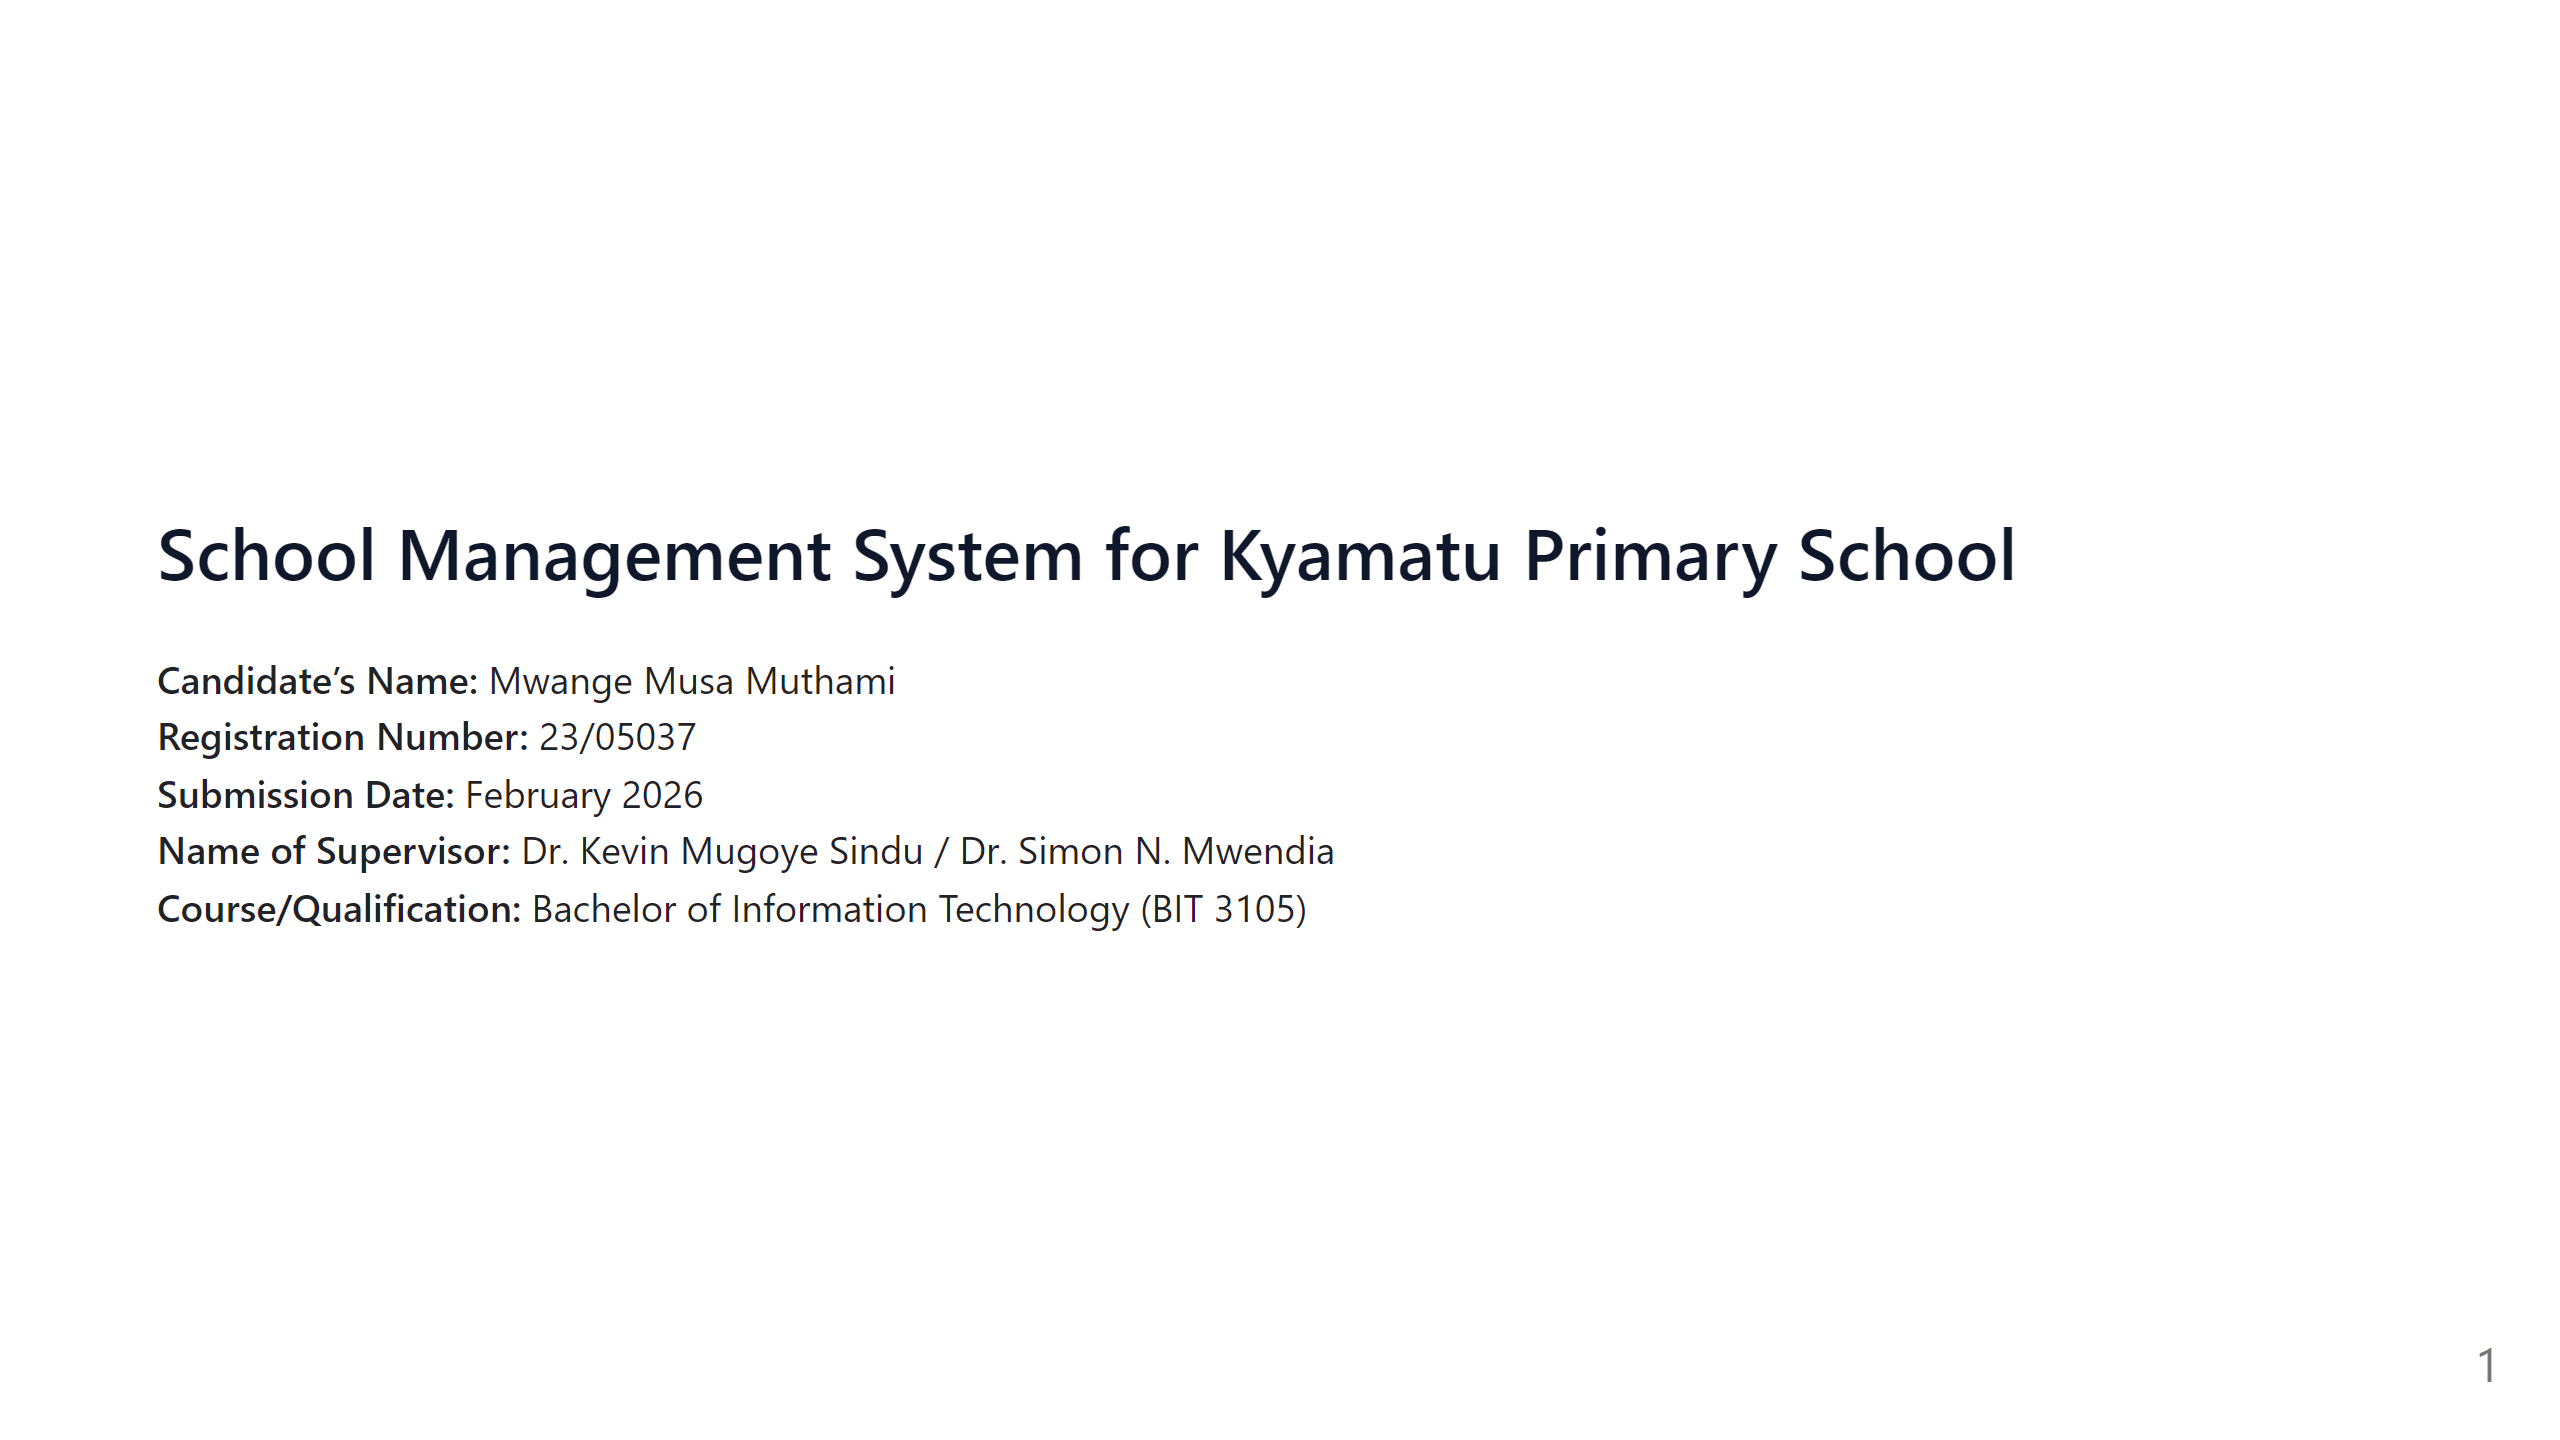 School Management System for Kyamatu Primary School
Candidate’s Name: Mwange Musa Muthami
Registration Number: 23/05037
Submission Date: February 2026
Name of Supervisor: Dr. Kevin Mugoye Sindu / Dr. Simon N. Mwendia
Course/Qualification: Bachelor of Information Technology (BIT 3105)
1